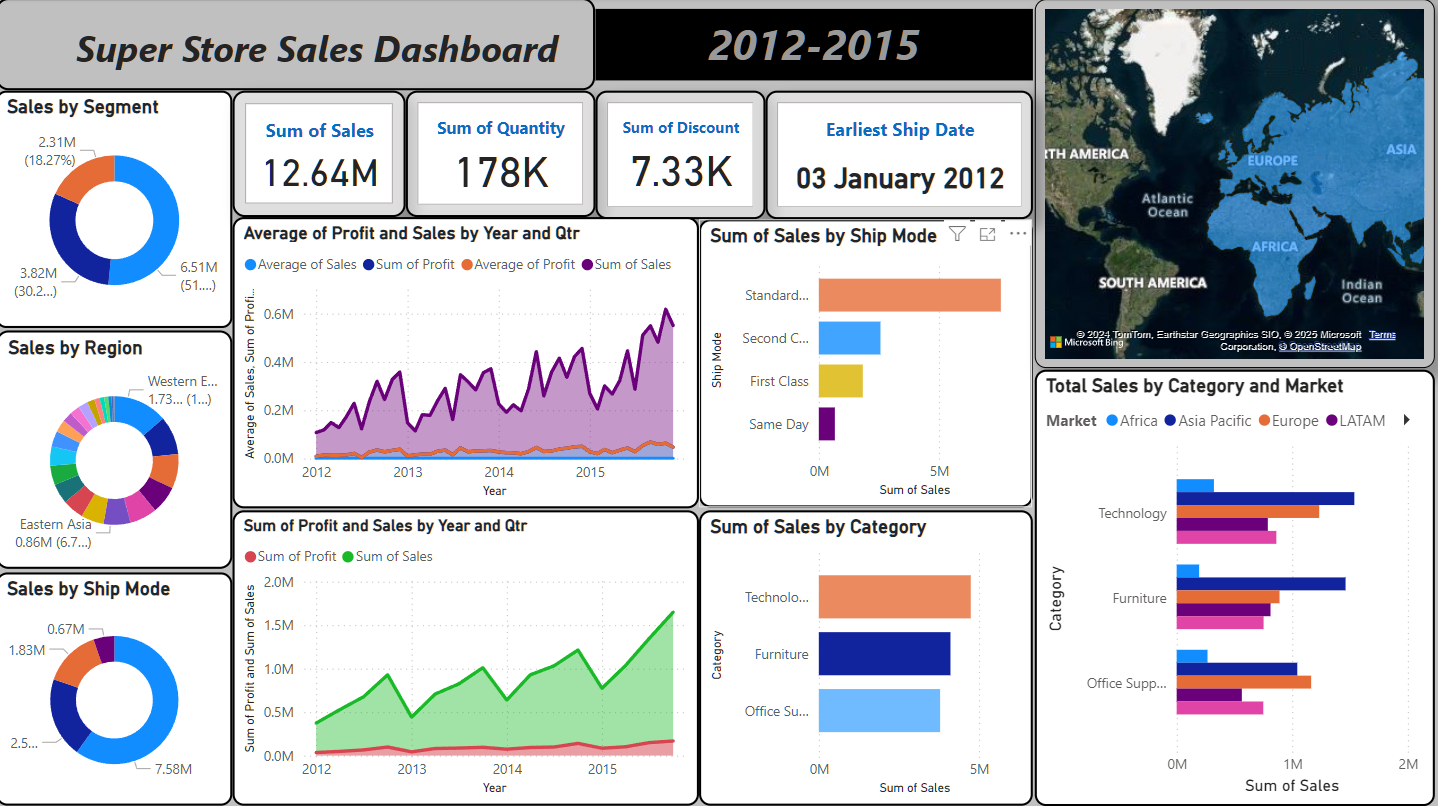 Super Store Sales Dashboard
2012-2015
Sales by Segment
2.31M
(18.27%)
3.82M
(30.2...)
6.51M
(51....)
Sum of Sales
12.64M
Sum of Quantity
178K
Sum of Discount
7.33K
Earliest Ship Date
03 January 2012
RTH AMERICA
EUROPE
ASIA
Atlantic
Ocean
AFRICA
SOUTH AMERICA
Indian
Ocean
© 2024 TomTom, Earthstar Geographics SIO, © 2025 Microsoft Terms
Microsoft Bing
Corporation, © OpenStreetMap
Average of Profit and Sales by Year and Qtr
Average of Sales Sum of Profit Average of Profit Sum of Sales
Average of Sales, Sum of Profi...
0.6M
0.4M
0.2M
0.0M
2012 2013 2014 2015
Year
Sum of Sales by Ship Mode
Ship Mode
Standard...
Second C...
First Class
Same Day
0M 5M
Sum of Sales
Sales by Region
Western E...
1.73... (1...)
Eastern Asia
0.86M (6.7...)
Total Sales by Category and Market
Market Africa Asia Pacific Europe LATAM
Category
Technology
Furniture
Office Supp...
0M 1M 2M
Sum of Sales
Sales by Ship Mode
0.67M
1.83M
2.5...
7.58M
Sum of Profit and Sales by Year and Qtr
Sum of Profit Sum of Sales
Sum of Profit and Sum of Sales
2.0M
1.5M
1.0M
0.5M
0.0M
2012 2013 2014 2015
Year
Sum of Sales by Category
Category
Technolo...
Furniture
Office Su...
0M 5M
Sum of Sales